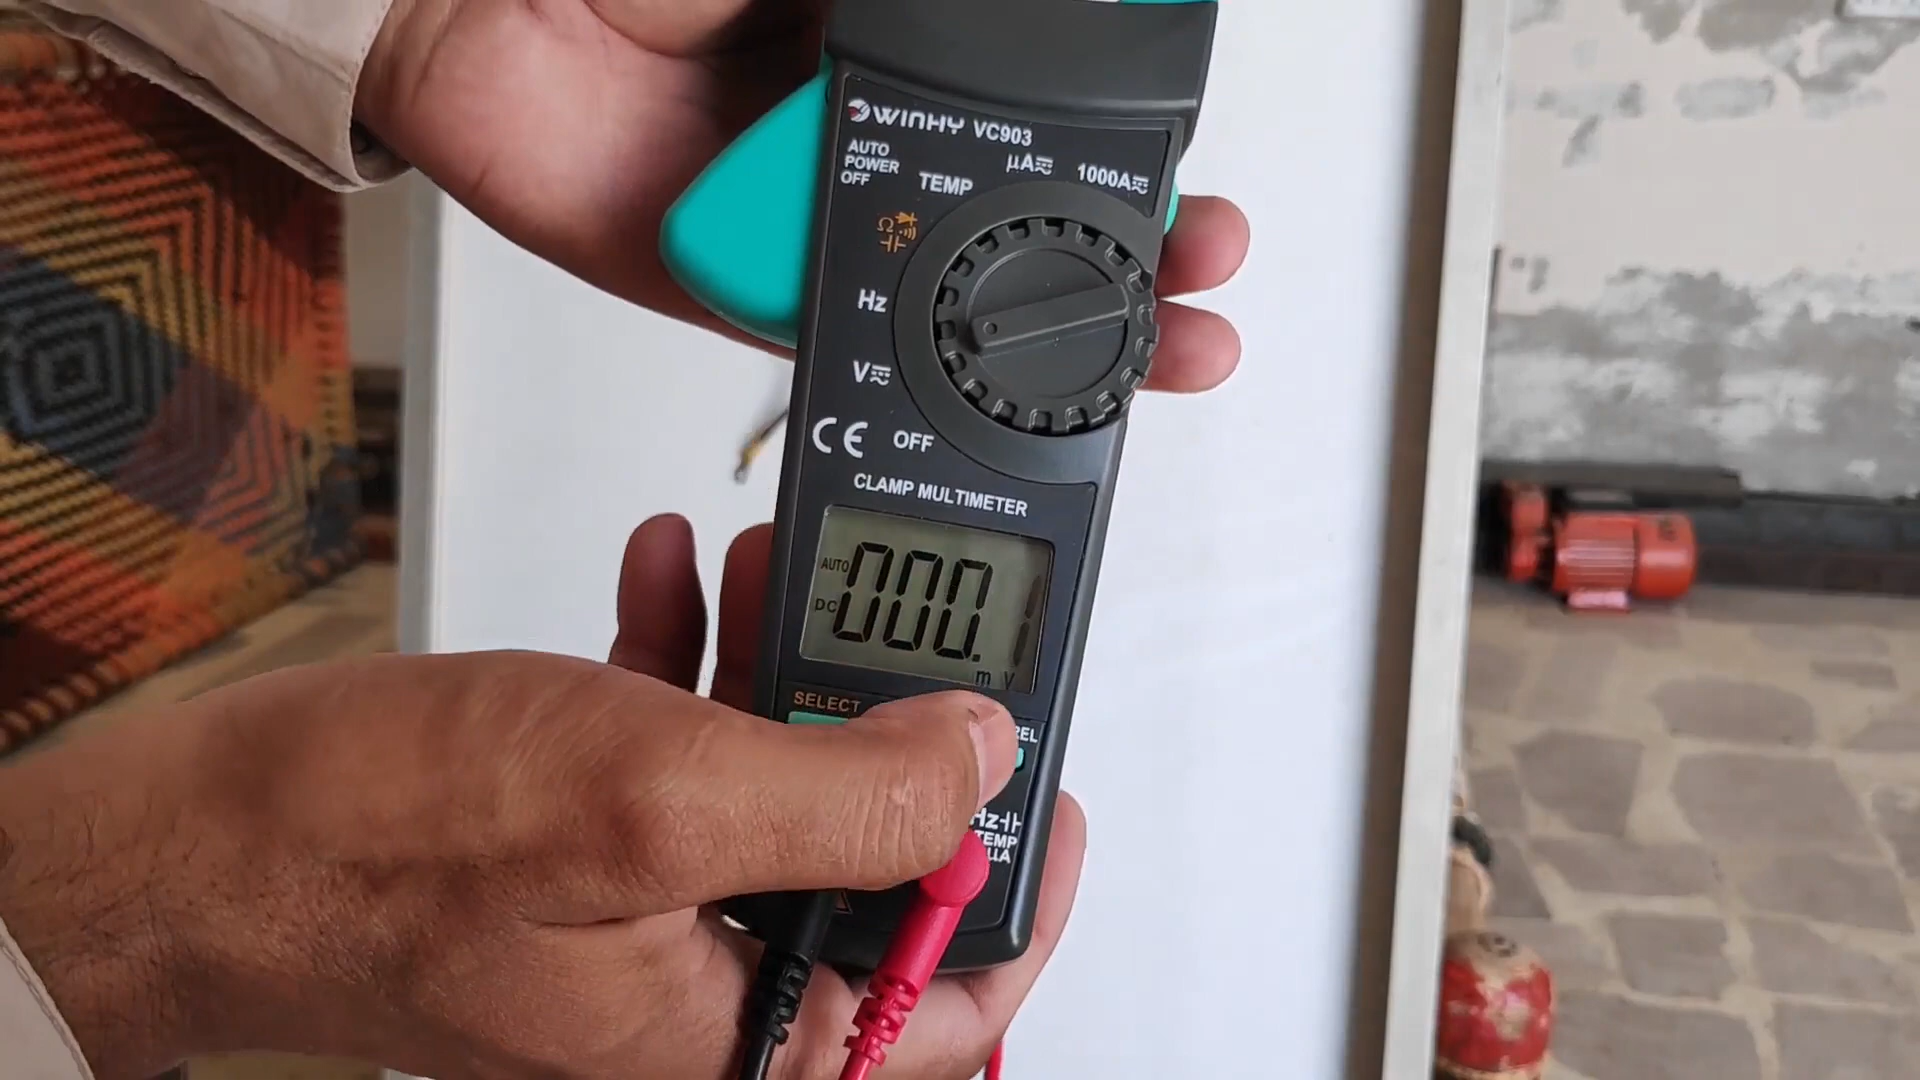 WINHY VC903
AUTO
POWER
OFF
TEMP
µA
1000A
Ω
Hz
V
CE
OFF
CLAMP MULTIMETER
AUTO
DC
000.1
mV
SELECT
REL
Hz
TEMP
µA